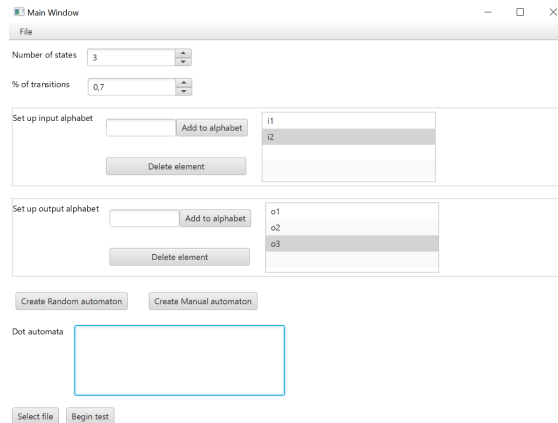 Main Window
File
Number of states 3
% of transitions 0,7
Set up input alphabet Add to alphabet i1
i2
Delete element
Set up output alphabet Add to alphabet o1
o2
o3
Delete element
Create Random automaton Create Manual automaton
Dot automata
Select file Begin test